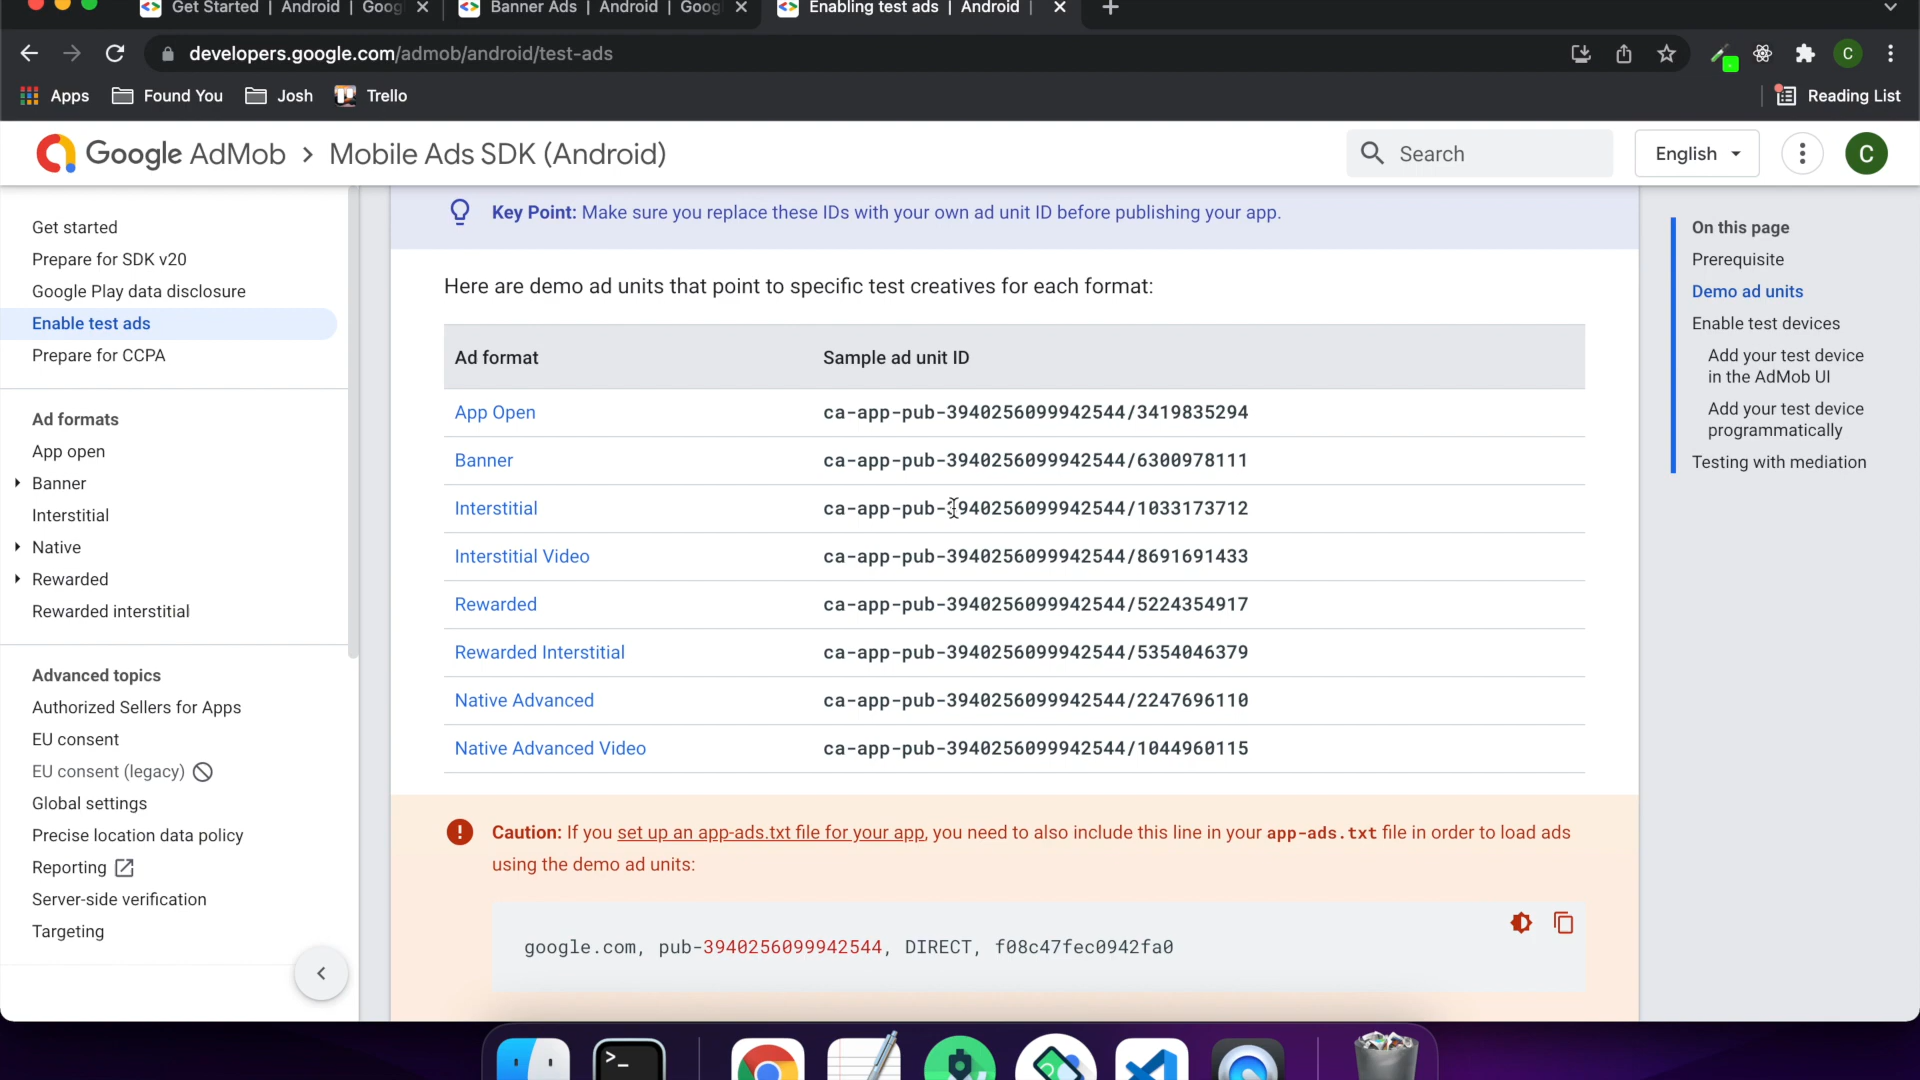 Get Started | Android | Goog
Banner Ads | Android | Goog
Enabling test ads | Android |
developers.google.com/admob/android/test-ads
C
Apps
Found You
Josh
Trello
Reading List
Google AdMob > Mobile Ads SDK (Android)
Search
English
C
Get started
Prepare for SDK v20
Google Play data disclosure
Enable test ads
Prepare for CCPA
Ad formats
App open
Banner
Interstitial
Native
Rewarded
Rewarded interstitial
Advanced topics
Authorized Sellers for Apps
EU consent
EU consent (legacy)
Global settings
Precise location data policy
Reporting
Server-side verification
Targeting
Key Point: Make sure you replace these IDs with your own ad unit ID before publishing your app.
Here are demo ad units that point to specific test creatives for each format:
Ad format Sample ad unit ID
App Open ca-app-pub-3940256099942544/3419835294
Banner ca-app-pub-3940256099942544/6300978111
Interstitial ca-app-pub-3940256099942544/1033173712
Interstitial Video ca-app-pub-3940256099942544/8691691433
Rewarded ca-app-pub-3940256099942544/5224354917
Rewarded Interstitial ca-app-pub-3940256099942544/5354046379
Native Advanced ca-app-pub-3940256099942544/2247696110
Native Advanced Video ca-app-pub-3940256099942544/1044960115
Caution: If you set up an app-ads.txt file for your app, you need to also include this line in your app-ads.txt file in order to load ads
using the demo ad units:
google.com, pub-3940256099942544, DIRECT, f08c47fec0942fa0
On this page
Prerequisite
Demo ad units
Enable test devices
Add your test device
in the AdMob UI
Add your test device
programmatically
Testing with mediation